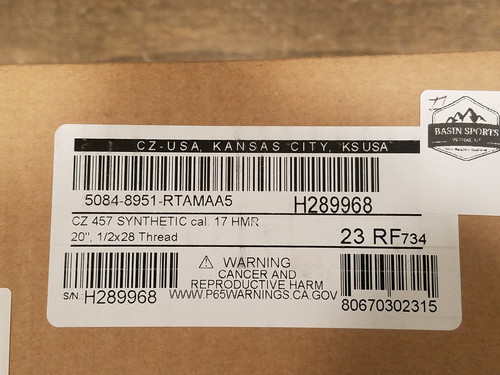 CZ-USA, KANSAS CITY, KS USA
BASIN SPORTS
5084-8951-RTAMAA5
H289968
CZ 457 SYNTHETIC cal. 17 HMR
20", 1/2x28 Thread
23 RF734
⚠ WARNING
CANCER AND
REPRODUCTIVE HARM
WWW.P65WARNINGS.CA.GOV
S/N.: H289968
80670302315